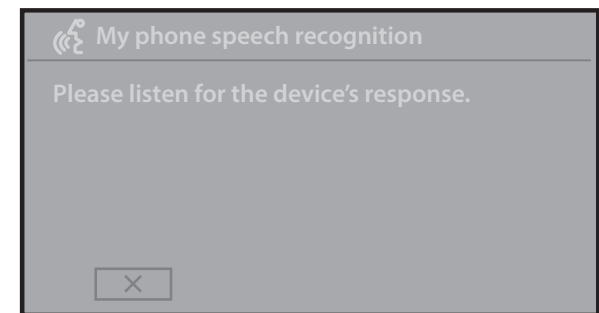 My phone speech recognition
Please listen for the device's response.